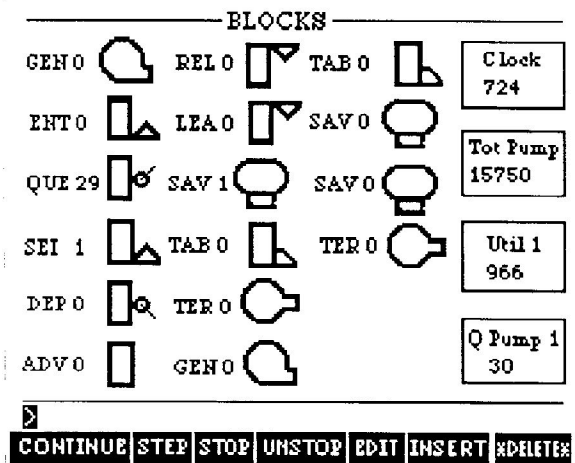 BLOCKS
GEN 0 REL 0 TAB 0
Clock
724
ENT 0 LEA 0 SAV 0
Tot Pump
15750
QUE 29 SAV 1 SAV 0
SEI 1 TAB 0 TER 0
Util 1
966
DEP 0 TER 0
ADV 0 GEN 0
Q Pump 1
30
>
CONTINUE STEP STOP UNSTOP EDIT INSERT *DELETE*